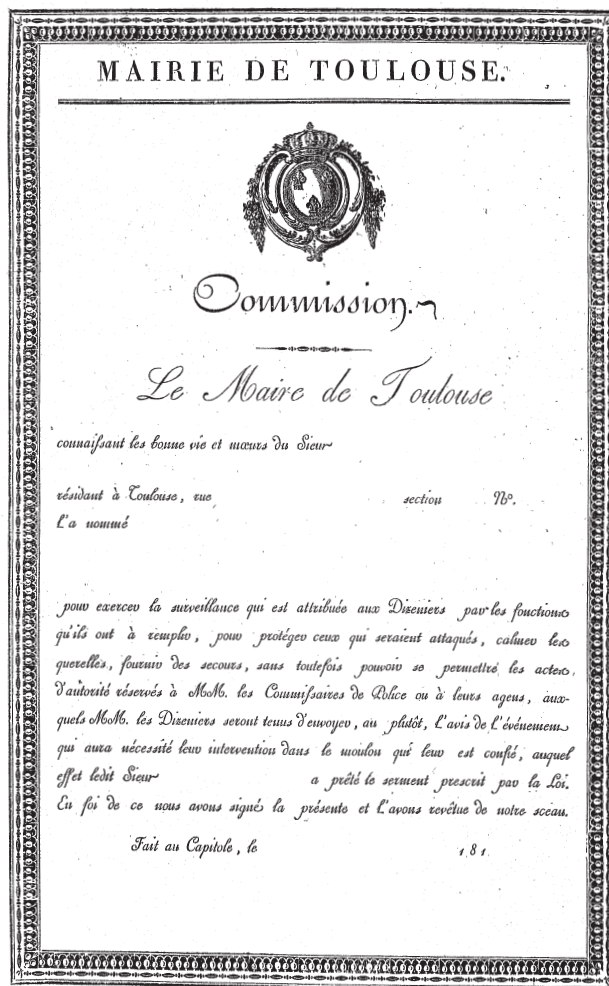 MAIRIE DE TOULOUSE.
Commission.
Le Maire de Toulouse
connaissant les bonne vie et mœurs du Sieur
résidant à Toulouse, rue section N°.
l'a nommé
pour exercer la surveillance qui est attribuée aux Dizeniers par les fonctions
qu'ils ont à remplir, pour protéger ceux qui seraient attaqués, calmer les
querelles, fournir des secours, sans toutefois pouvoir se permettre les actes
d'autorité réservés à MM. les Commissaires de Police ou à leurs agens, aux-
quels MM. les Dizeniers seront tenus d'envoyer, au plutôt, l'avis de l'événement
qui aura nécessité leur intervention dans le moulon qui leur est confié, auquel
effet ledit Sieur a prêté le serment prescrit par la Loi.
En foi de ce nous avons signé la présente et l'avons revêtue de notre sceau.
Fait au Capitole, le 181